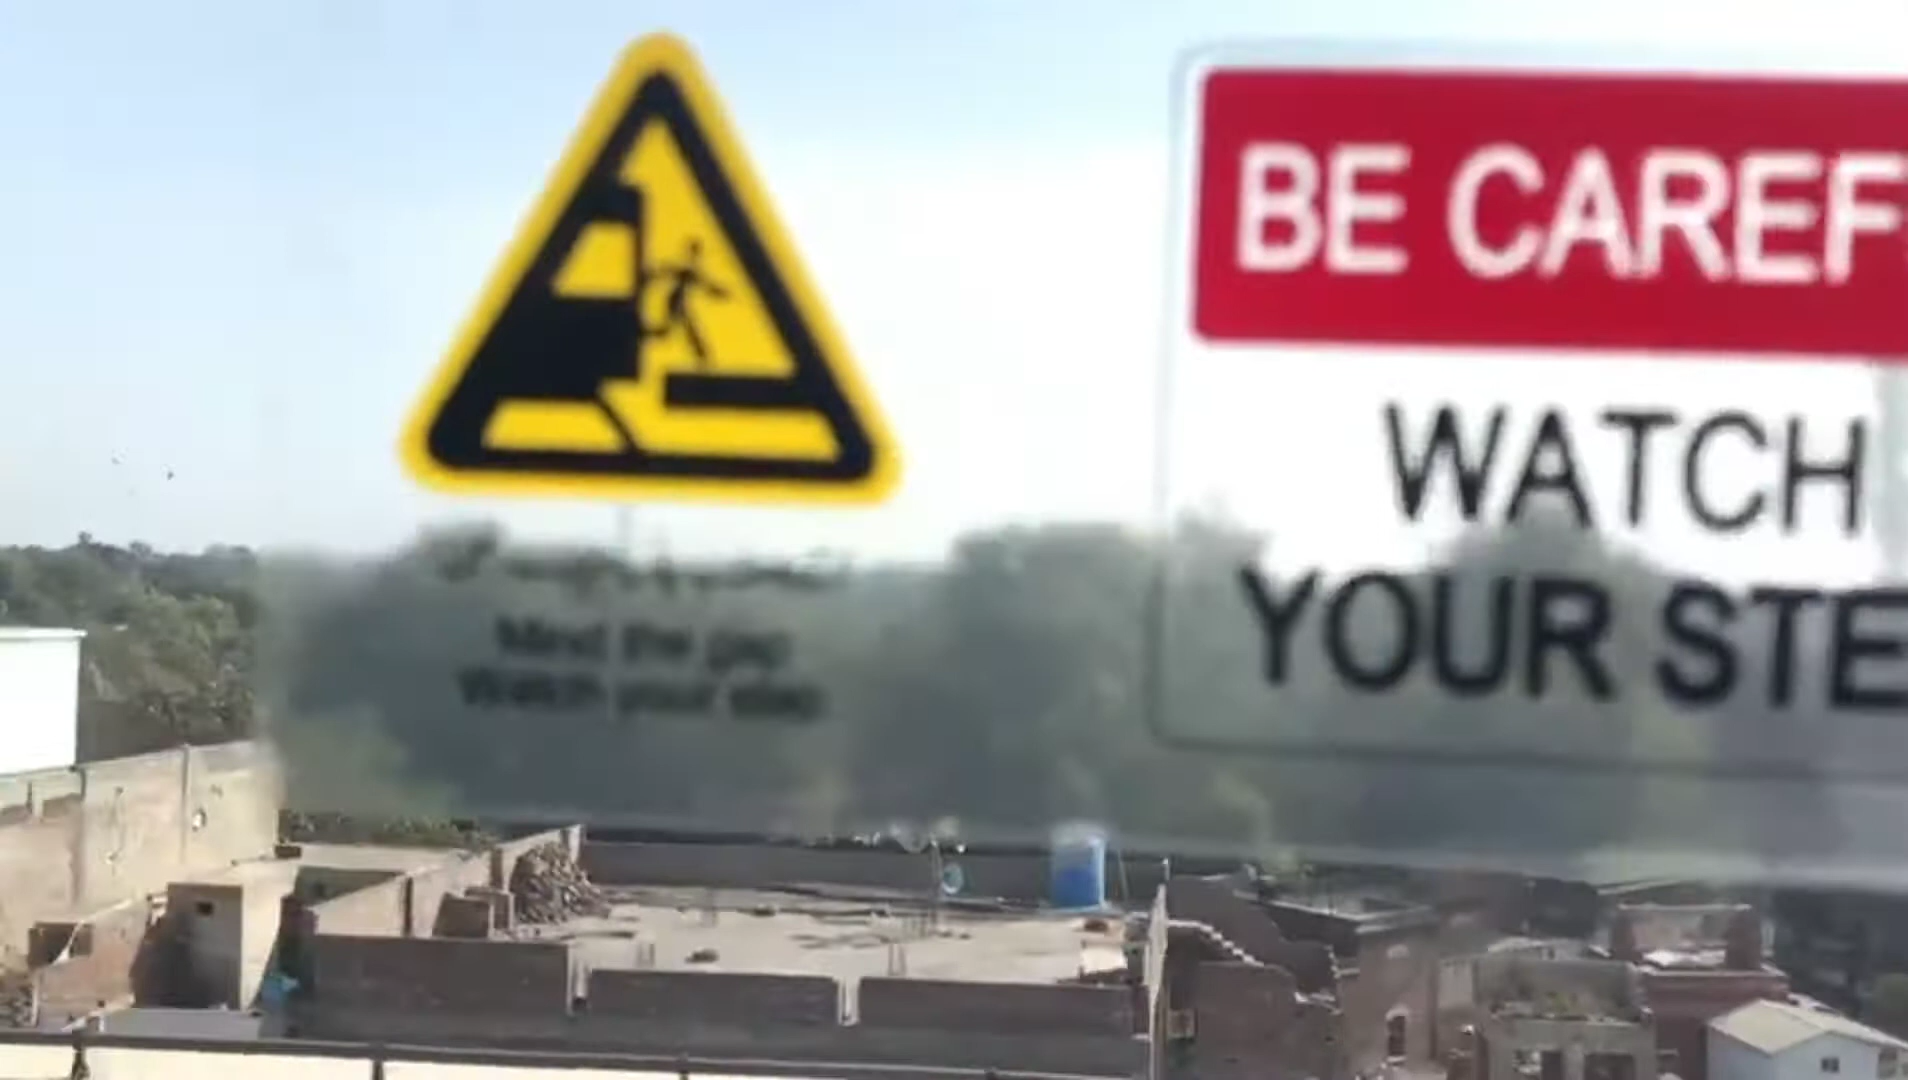 Mind the gap
Watch your step
BE CAREF
WATCH
YOUR STE